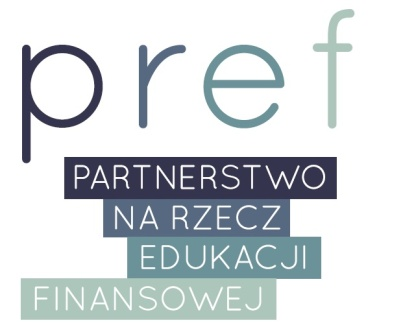 pref
PARTNERSTWO
NA RZECZ
EDUKACJI
FINANSOWEJ